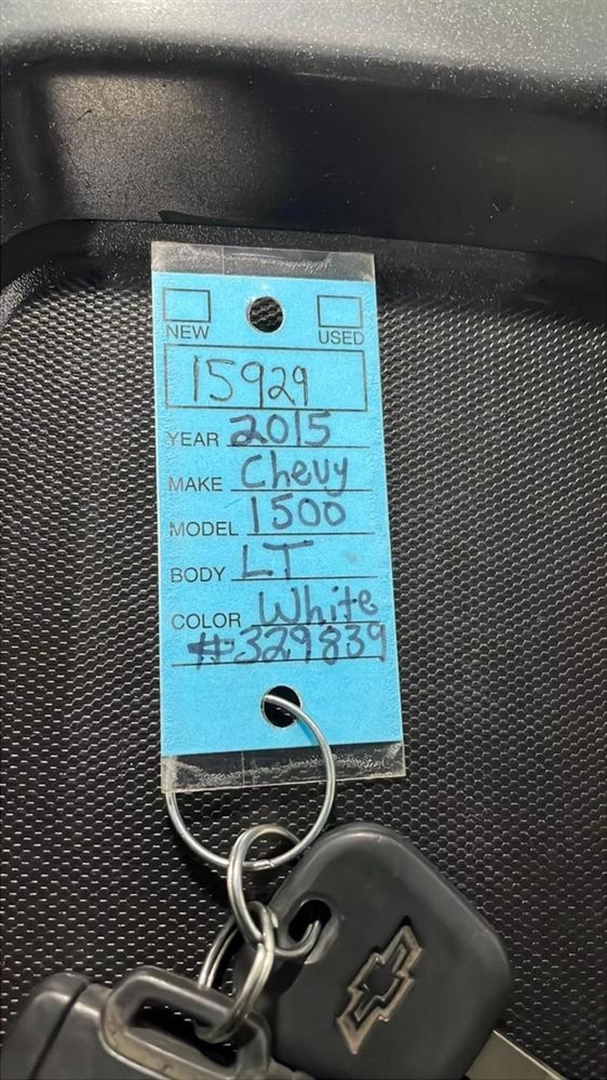 NEW USED
15929
YEAR 2015
MAKE Chevy
MODEL 1500
BODY LT
COLOR White
#329839